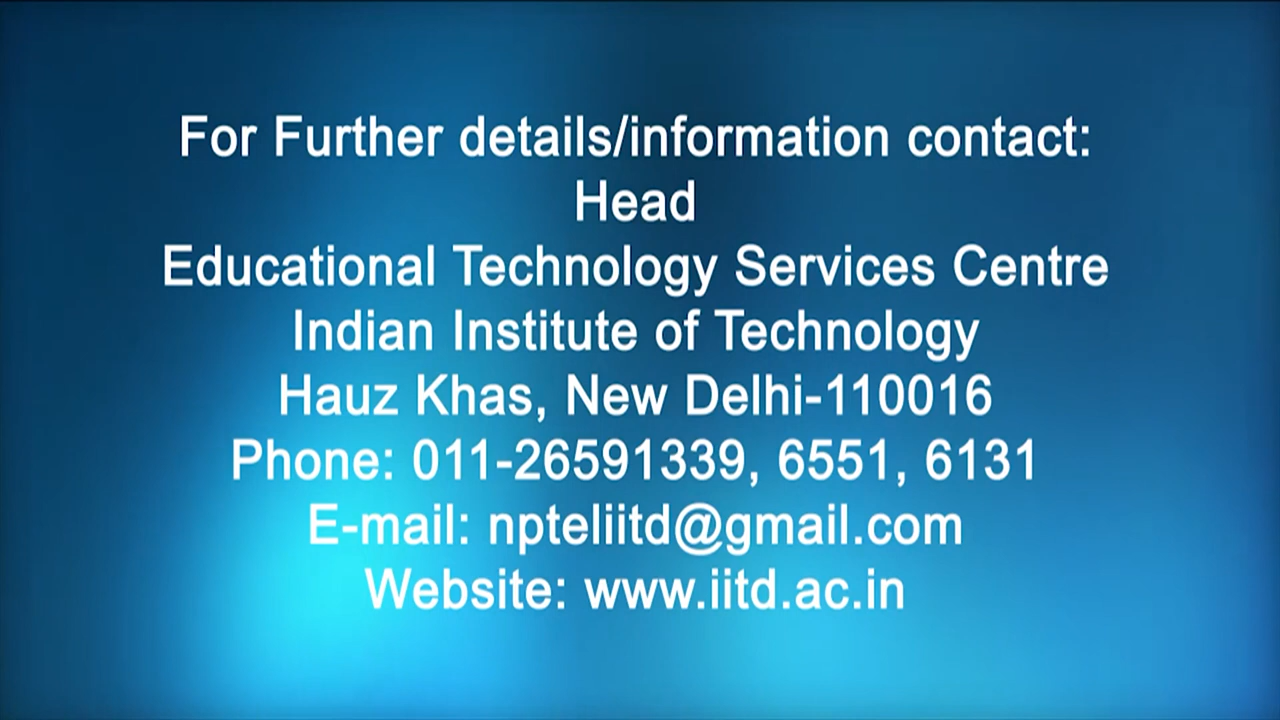 For Further details/information contact:
Head
Educational Technology Services Centre
Indian Institute of Technology
Hauz Khas, New Delhi-110016
Phone: 011-26591339, 6551, 6131
E-mail: npteliitd@gmail.com
Website: www.iitd.ac.in